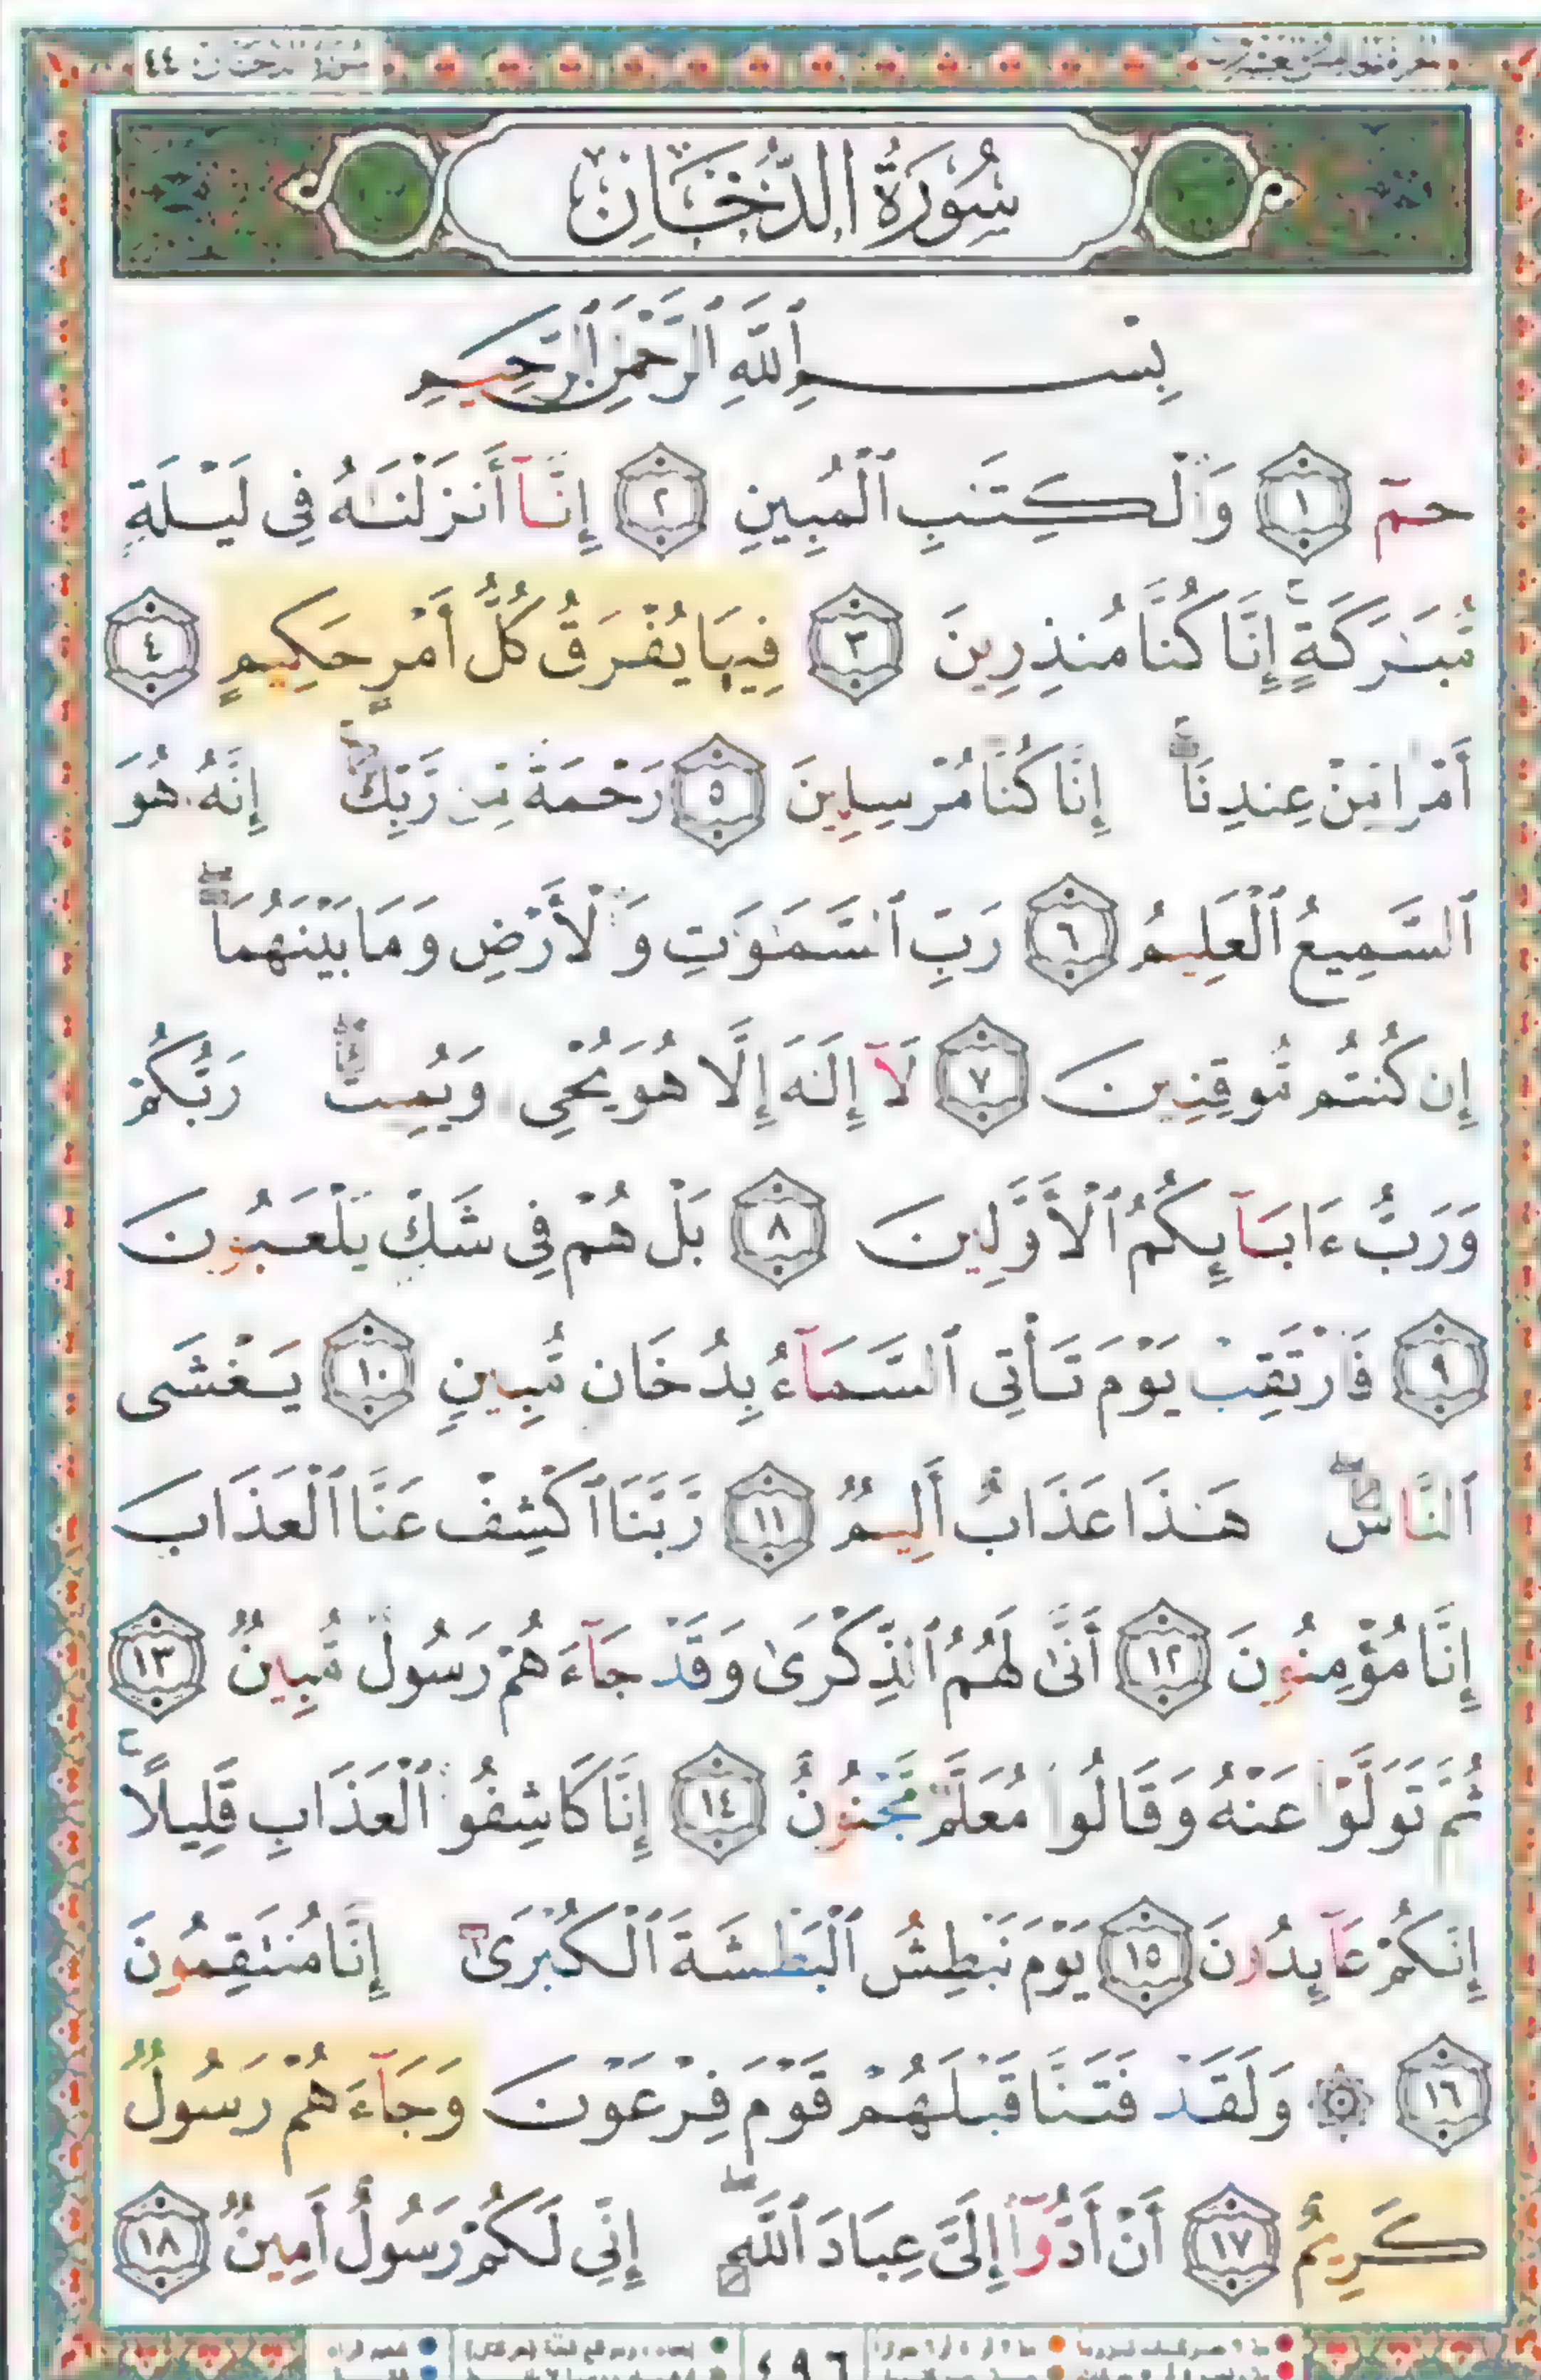 سورة الدخان ٤٤
سُورَةُ الدُّخَانِ
بِسْمِ ٱللَّهِ ٱلرَّحْمَٰنِ ٱلرَّحِيمِ
حمٓ ١ وَٱلْكِتَٰبِ ٱلْمُبِينِ ٢ إِنَّآ أَنزَلْنَٰهُ فِى لَيْلَةٍ
مُّبَٰرَكَةٍ ۚ إِنَّا كُنَّا مُنذِرِينَ ٣ فِيهَا يُفْرَقُ كُلُّ أَمْرٍ حَكِيمٍ ٤
أَمْرًا مِّنْ عِندِنَآ ۚ إِنَّا كُنَّا مُرْسِلِينَ ٥ رَحْمَةً مِّن رَّبِّكَ ۚ إِنَّهُۥ هُوَ
ٱلسَّمِيعُ ٱلْعَلِيمُ ٦ رَبِّ ٱلسَّمَٰوَٰتِ وَٱلْأَرْضِ وَمَا بَيْنَهُمَآ ۖ
إِن كُنتُم مُّوقِنِينَ ٧ لَآ إِلَٰهَ إِلَّا هُوَ يُحْىِۦ وَيُمِيتُ ۖ رَبُّكُمْ
وَرَبُّ ءَابَآئِكُمُ ٱلْأَوَّلِينَ ٨ بَلْ هُمْ فِى شَكٍّ يَلْعَبُونَ
٩ فَٱرْتَقِبْ يَوْمَ تَأْتِى ٱلسَّمَآءُ بِدُخَانٍ مُّبِينٍ ١٠ يَغْشَى
ٱلنَّاسَ ۖ هَٰذَا عَذَابٌ أَلِيمٌ ١١ رَّبَّنَا ٱكْشِفْ عَنَّا ٱلْعَذَابَ
إِنَّا مُؤْمِنُونَ ١٢ أَنَّىٰ لَهُمُ ٱلذِّكْرَىٰ وَقَدْ جَآءَهُمْ رَسُولٌ مُّبِينٌ ١٣
ثُمَّ تَوَلَّوْا۟ عَنْهُ وَقَالُوا۟ مُعَلَّمٌ مَّجْنُونٌ ١٤ إِنَّا كَاشِفُوا۟ ٱلْعَذَابِ قَلِيلًا ۚ
إِنَّكُمْ عَآئِدُونَ ١٥ يَوْمَ نَبْطِشُ ٱلْبَطْشَةَ ٱلْكُبْرَىٰٓ إِنَّا مُنتَقِمُونَ
١٦ ۞ وَلَقَدْ فَتَنَّا قَبْلَهُمْ قَوْمَ فِرْعَوْنَ وَجَآءَهُمْ رَسُولٌ
كَرِيمٌ ١٧ أَنْ أَدُّوٓا۟ إِلَىَّ عِبَادَ ٱللَّهِ ۖ إِنِّى لَكُمْ رَسُولٌ أَمِينٌ ١٨
٤٩٦